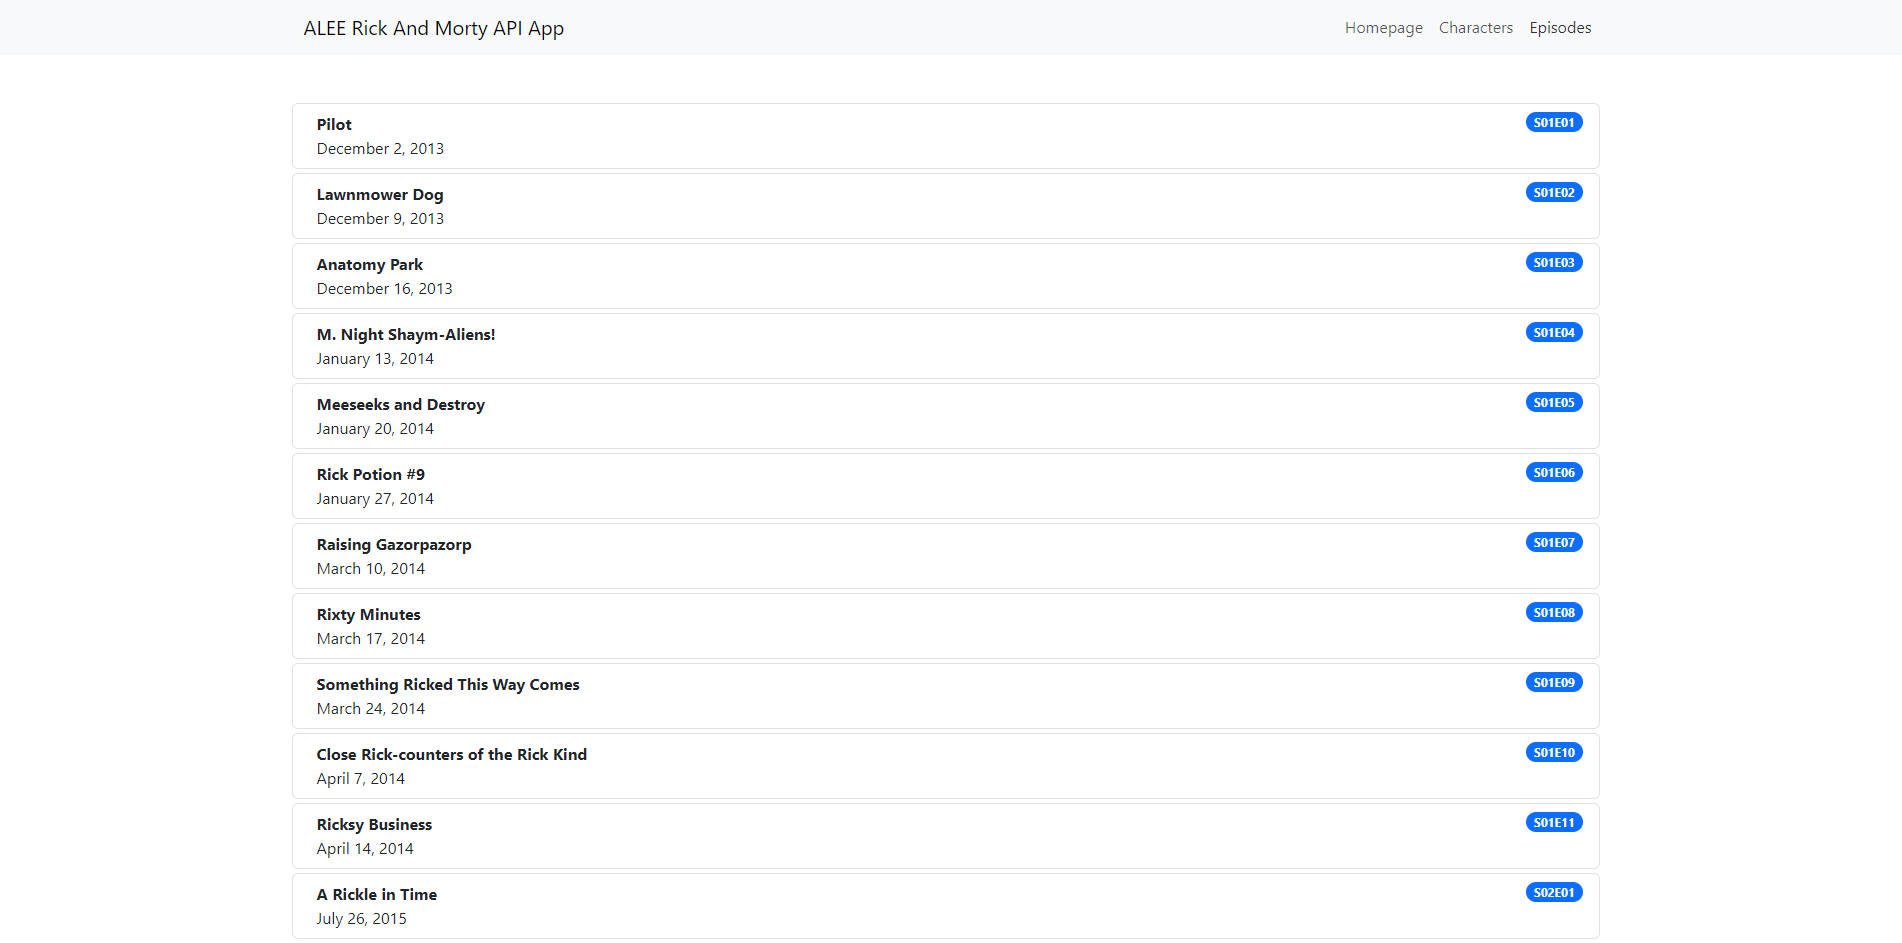 ALEE Rick And Morty API App
Homepage Characters Episodes
Pilot
S01E01
December 2, 2013
Lawnmower Dog
S01E02
December 9, 2013
Anatomy Park
S01E03
December 16, 2013
M. Night Shaym-Aliens!
S01E04
January 13, 2014
Meeseeks and Destroy
S01E05
January 20, 2014
Rick Potion #9
S01E06
January 27, 2014
Raising Gazorpazorp
S01E07
March 10, 2014
Rixty Minutes
S01E08
March 17, 2014
Something Ricked This Way Comes
S01E09
March 24, 2014
Close Rick-counters of the Rick Kind
S01E10
April 7, 2014
Ricksy Business
S01E11
April 14, 2014
A Rickle in Time
S02E01
July 26, 2015